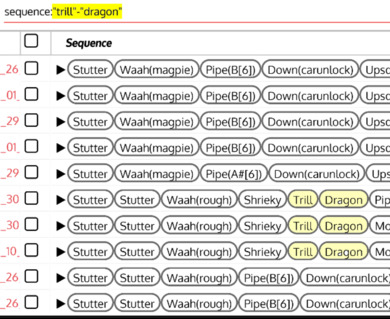 sequence:"trill"-"dragon"
Sequence
_26 Stutter Waah(magpie) Pipe(B[6]) Down(carunlock) Upsc
_01_ Stutter Waah(magpie) Pipe(B[6]) Down(carunlock) Upsc
_29 Stutter Waah(magpie) Pipe(B[6]) Down(carunlock) Upsc
_01_ Stutter Waah(magpie) Pipe(B[6]) Down(carunlock) Upsc
_29 Stutter Waah(magpie) Pipe(A#[6]) Down(carunlock) Ups
_30 Stutter Stutter Waah(rough) Shrieky Trill Dragon Pip
_30 Stutter Stutter Waah(rough) Shrieky Trill Dragon Mo
_10_ Stutter Stutter Waah(rough) Shrieky Trill Dragon Mo
_26 Stutter Stutter Waah(rough) Pipe(B[6]) Down(carunlock)
_26 Stutter Stutter Waah(rough) Pipe(B[6]) Down(carunlock)